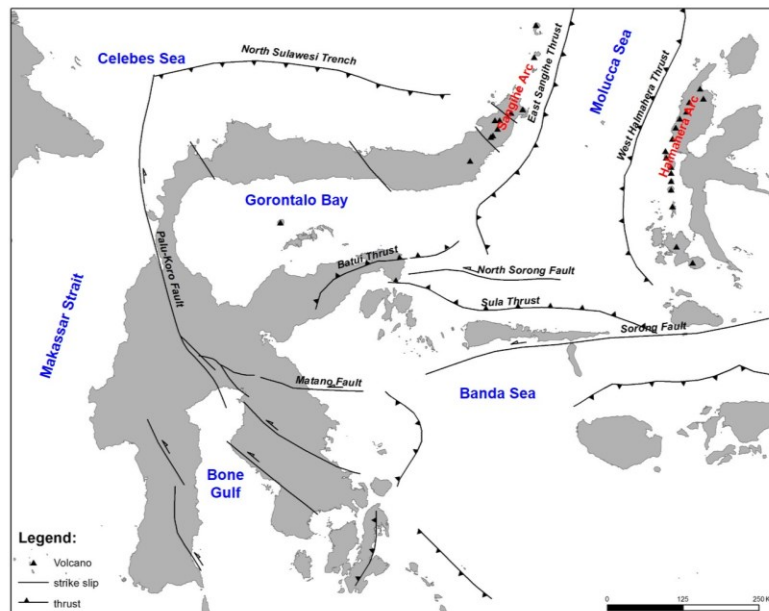 Celebes Sea
North Sulawesi Trench
Sangihe Arc
East Sangihe Thrust
Molucca Sea
West Halmahera Thrust
Halmahera Arc
Gorontalo Bay
Makassar Strait
Palu-Koro Fault
Batui Thrust
North Sorong Fault
Sula Thrust
Sorong Fault
Matano Fault
Banda Sea
Bone
Gulf
Legend:
Volcano
strike slip
thrust
0 125 250 K